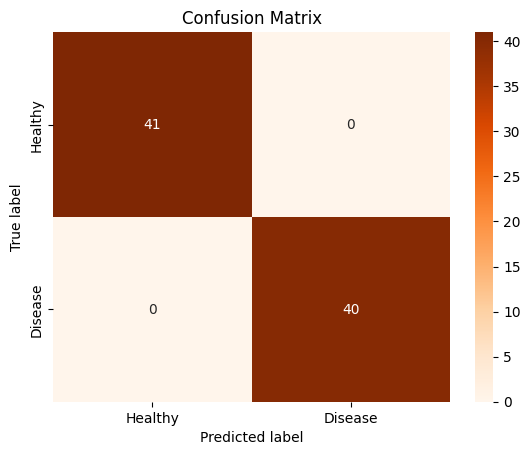 Confusion Matrix
True label
Healthy
Disease
41
0
0
40
Healthy
Disease
Predicted label
40
35
30
25
20
15
10
5
0